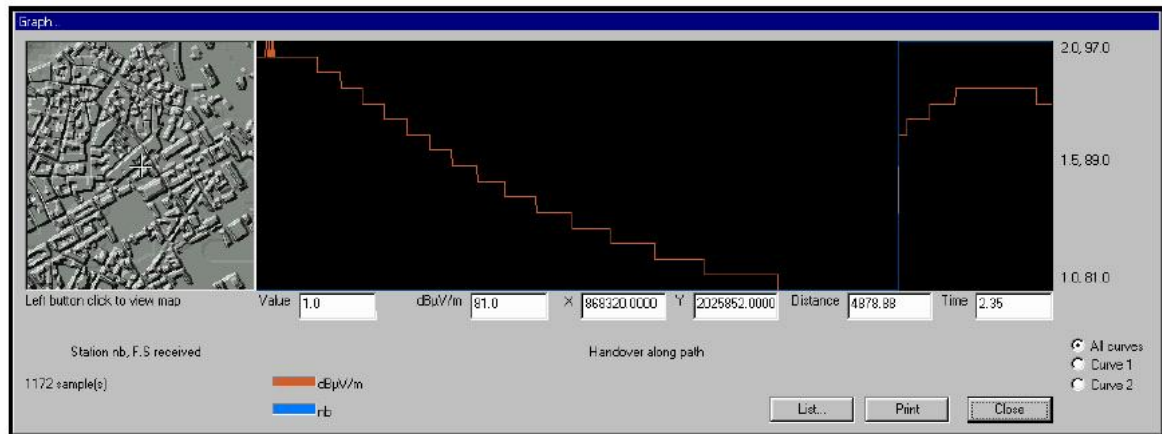 Graph...
2.0, 97.0
1.5, 89.0
1.0, 81.0
Left button click to view map
Value 1.0 dBµV/m 81.0 X 868320.0000 Y 2025852.0000 Distance 4878.88 Time 2.35
Station nb, F.S received
Handover along path
All curves
Curve 1
Curve 2
1172 sample(s)
dBµV/m
nb
List... Print Close